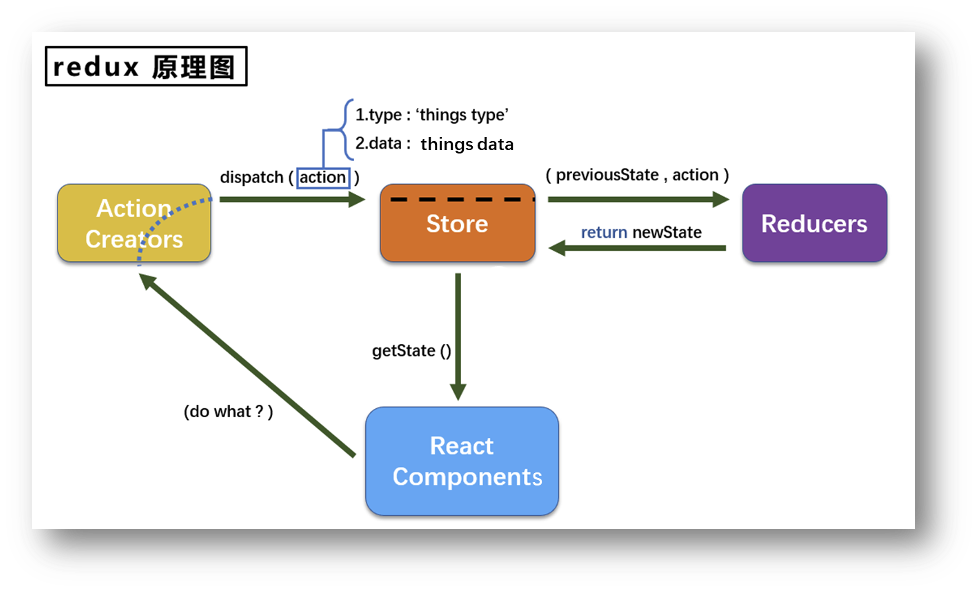 redux 原理图
1.type : ‘things type’
2.data : things data
dispatch ( action )
( previousState , action )
Action
Creators
Store
Reducers
return newState
getState ()
(do what ? )
React
Components